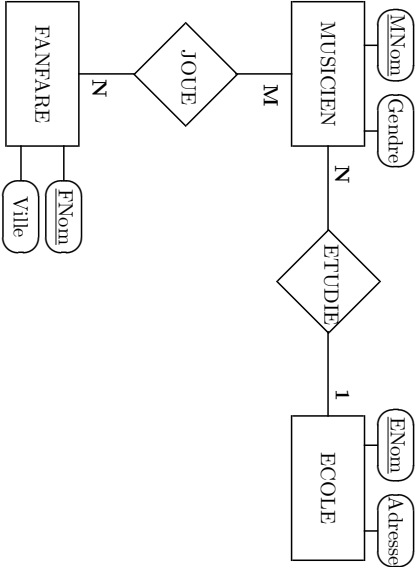 MNom
Gendre
ENom
Adresse
MUSICIEN
N
ETUDIE
1
ECOLE
M
JOUE
N
FANFARE
FNom
Ville